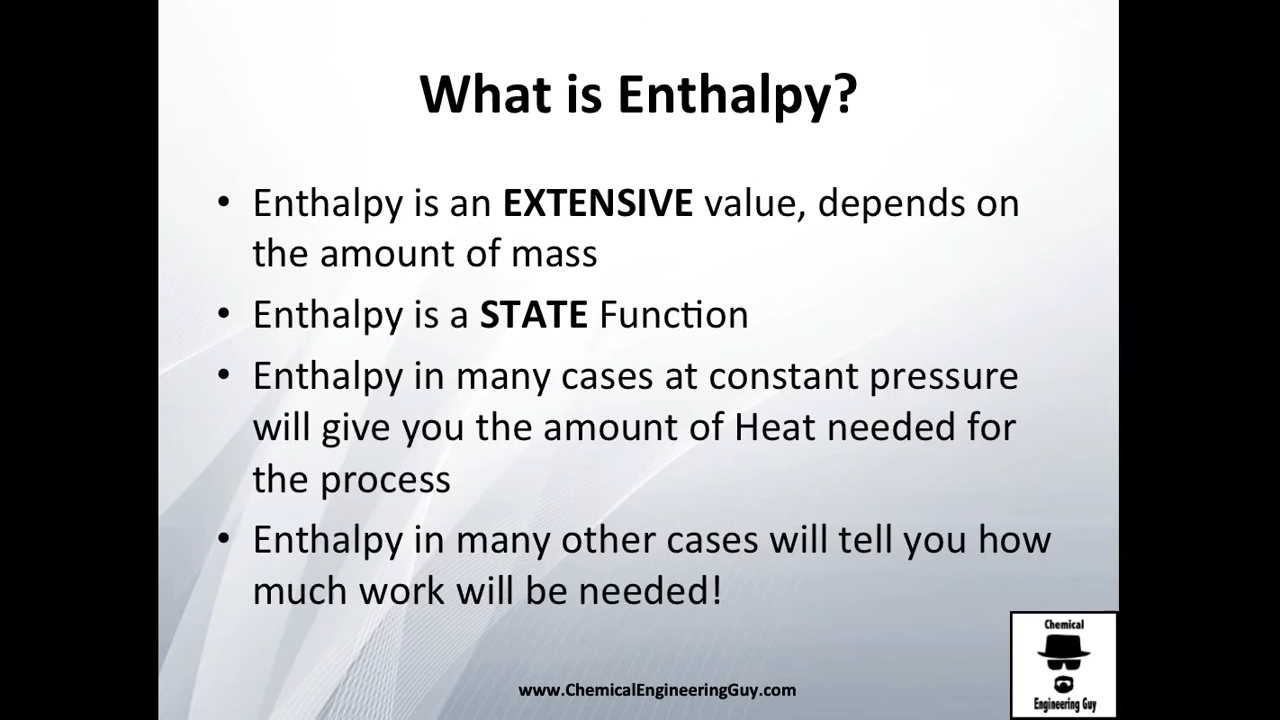 What is Enthalpy?
• Enthalpy is an EXTENSIVE value, depends on
the amount of mass
• Enthalpy is a STATE Function
• Enthalpy in many cases at constant pressure
will give you the amount of Heat needed for
the process
• Enthalpy in many other cases will tell you how
much work will be needed!
www.ChemicalEngineeringGuy.com
Chemical
Engineering Guy